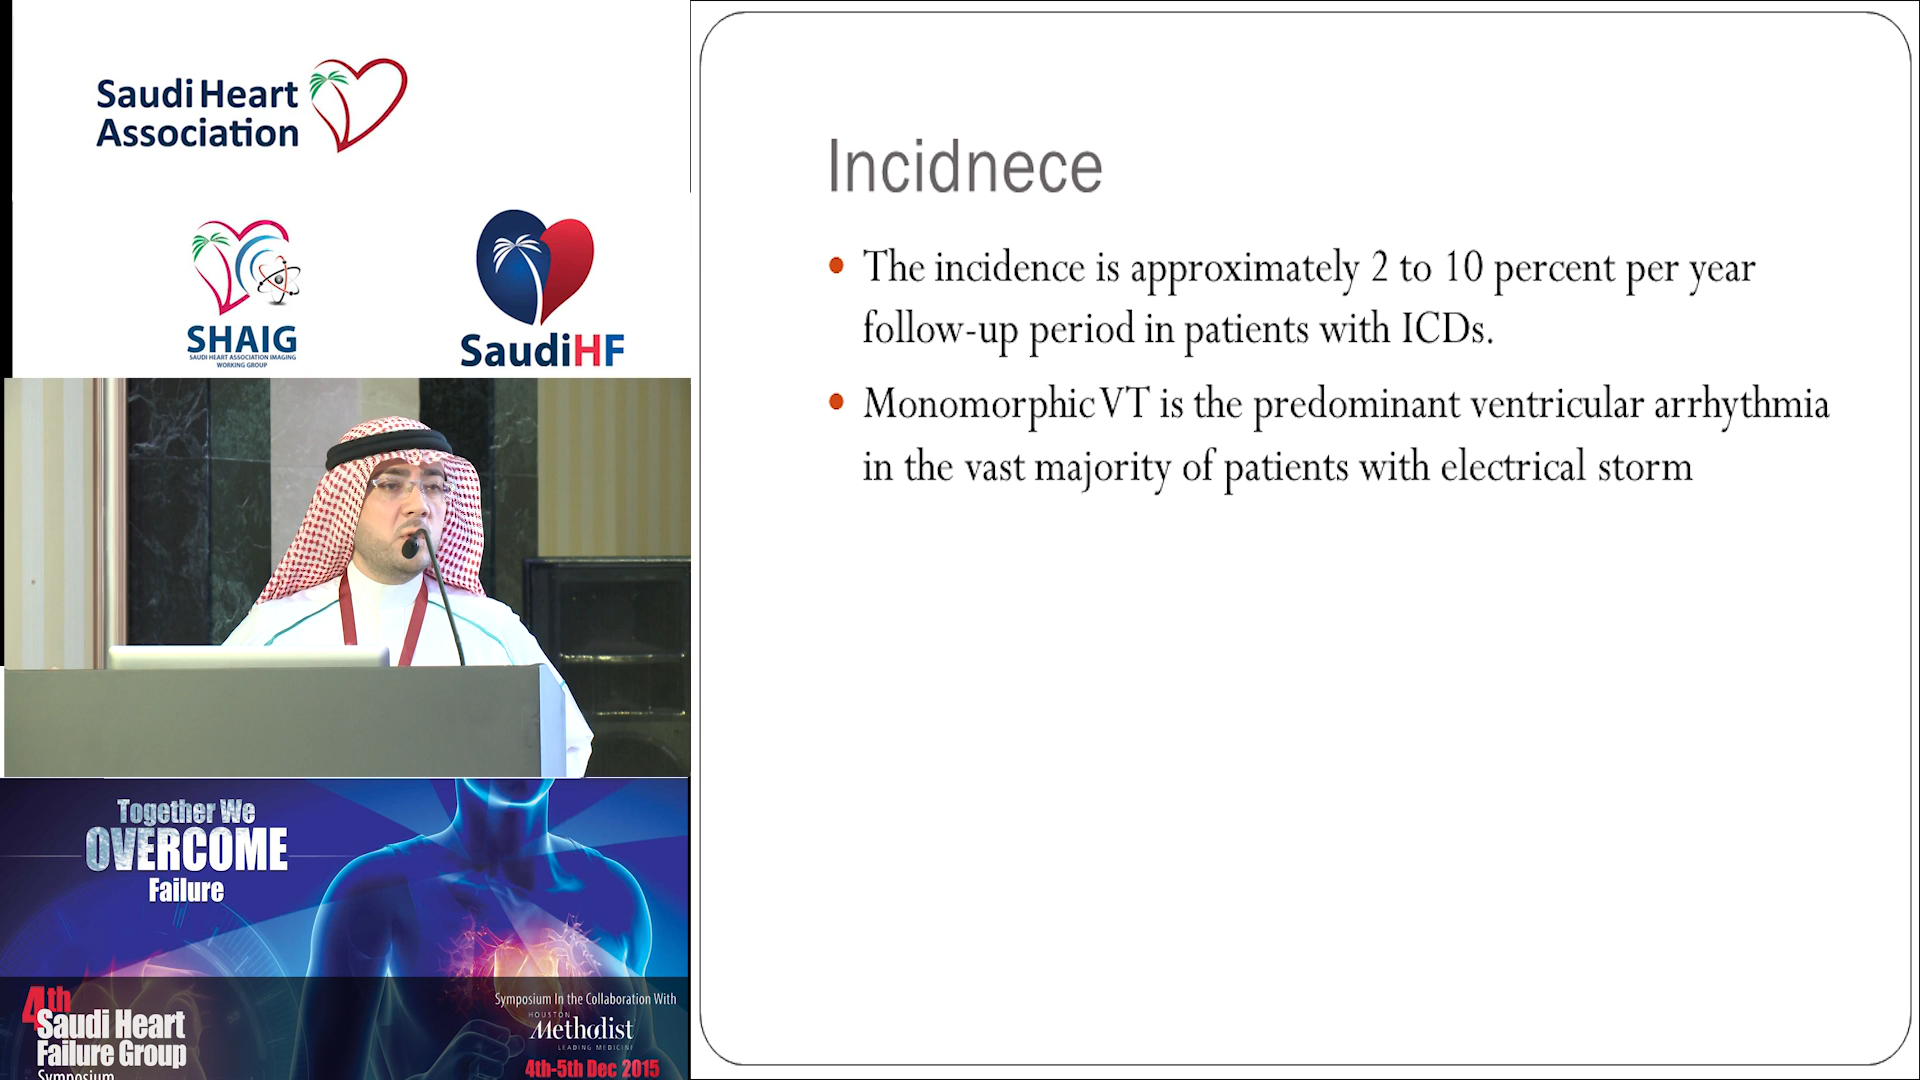 Saudi Heart
Association
SHAIG
SAUDI HEART ASSOCIATION IMAGING
WORKING GROUP
SaudiHF
Together We
OVERCOME
Failure
4th
Saudi Heart
Failure Group
Symposium
Symposium In the Collaboration With
HOUSTON
Methodist
LEADING MEDICINE
4th-5th Dec 2015
Incidnece
• The incidence is approximately 2 to 10 percent per year
follow-up period in patients with ICDs.
• Monomorphic VT is the predominant ventricular arrhythmia
in the vast majority of patients with electrical storm